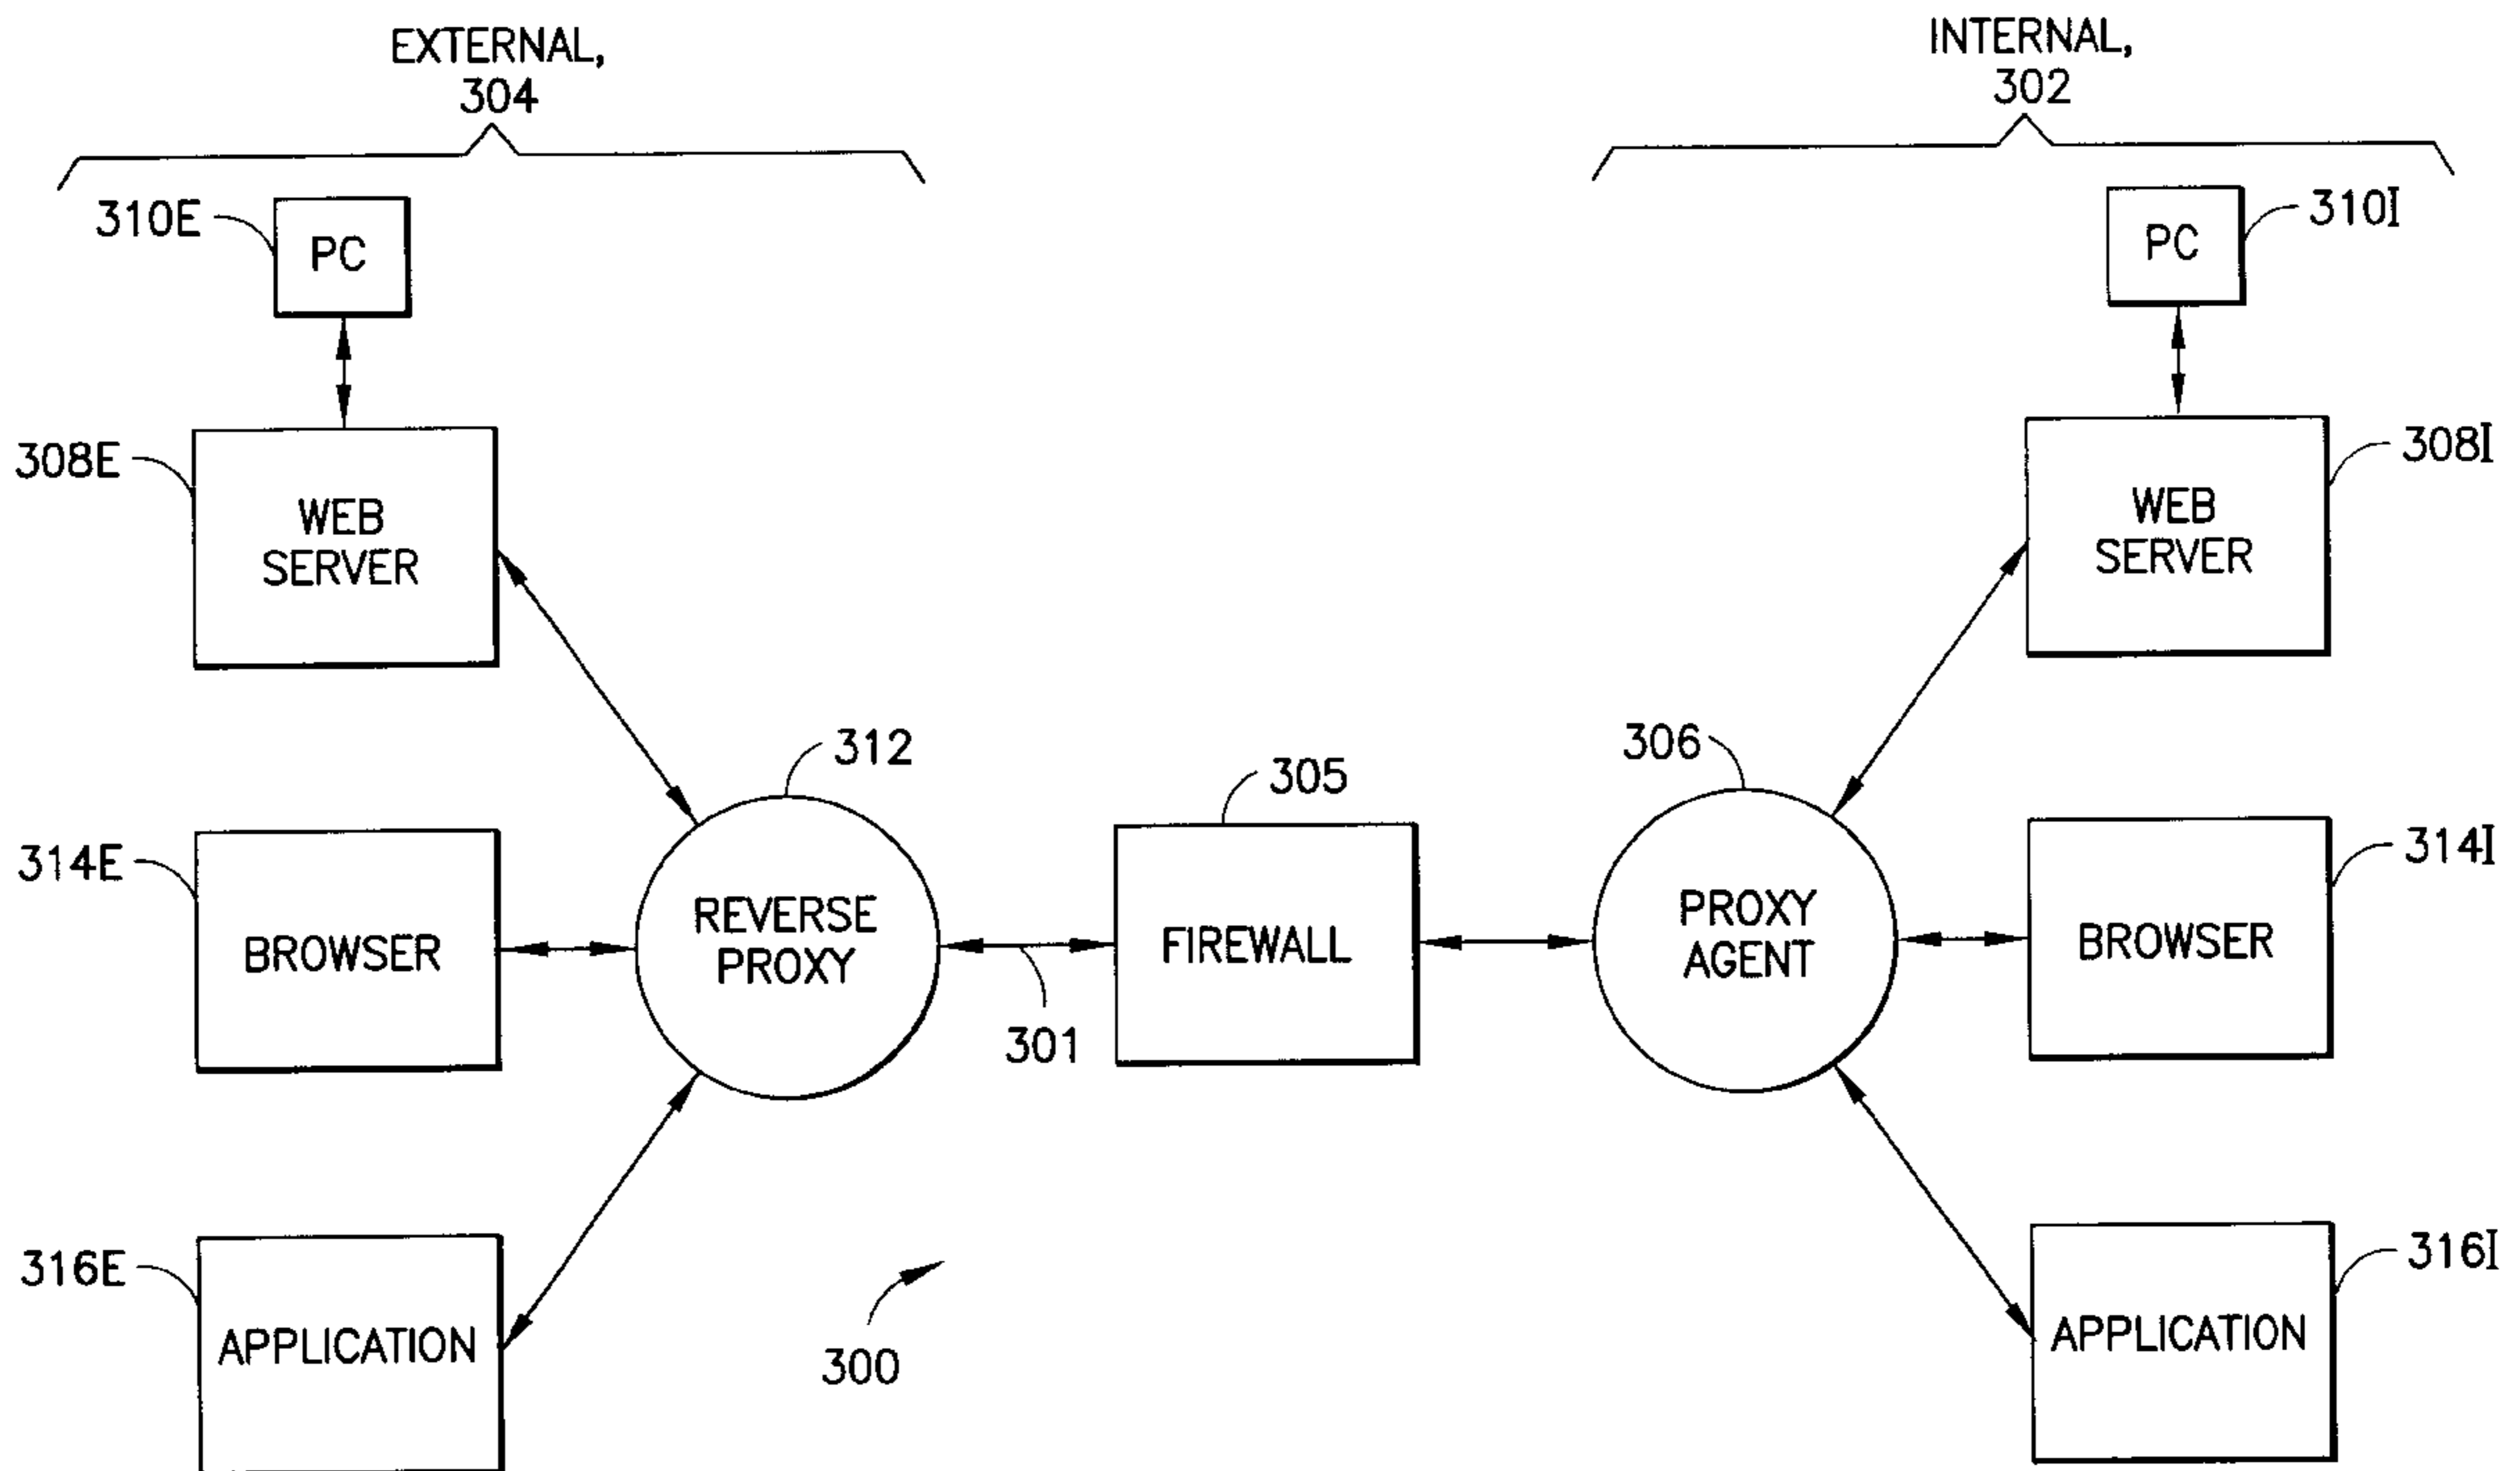 EXTERNAL,
304
INTERNAL,
302
310E
PC
PC
310I
308E
WEB
SERVER
WEB
SERVER
308I
312
305
306
314E
BROWSER
REVERSE
PROXY
FIREWALL
PROXY
AGENT
BROWSER
314I
301
316E
APPLICATION
300
APPLICATION
316I